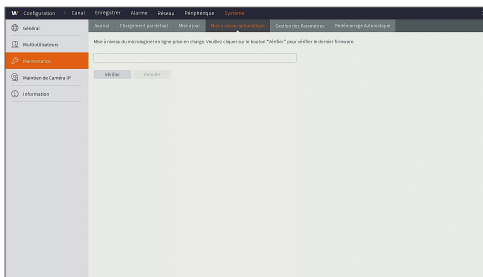 W Configuration Canal Enregistrer Alarme Réseau Périphérique Système
Journal Chargement par défaut Mise à jour Mise à niveau automatique Gestion des Paramètres Redémarrage Automatique
Général
Multiutilisateurs
Maintenance
Maintien de Caméra IP
Information
Mise à niveau du micrologiciel en ligne prise en charge. Veuillez cliquer sur le bouton "Vérifier" pour vérifier le dernier firmware
Vérifier Annuler